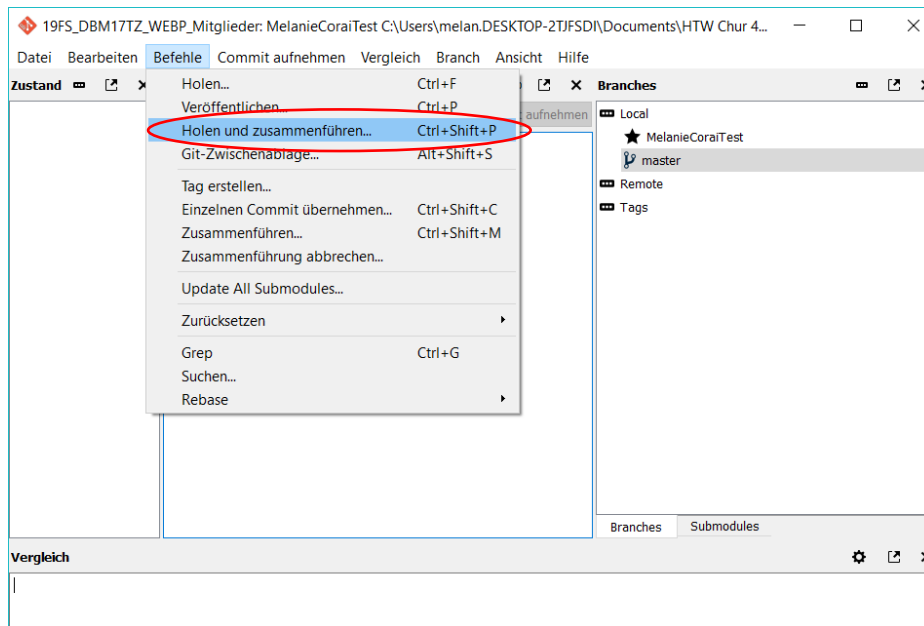 19FS_DBM17TZ_WEBP_Mitglieder: MelanieCoraiTest C:\Users\melan.DESKTOP-2TJFSDI\Documents\HTW Chur 4...
Datei Bearbeiten Befehle Commit aufnehmen Vergleich Branch Ansicht Hilfe
Zustand
Branches
Holen... Ctrl+F
Veröffentlichen... Ctrl+P
aufnehmen
Holen und zusammenführen... Ctrl+Shift+P
Git-Zwischenablage... Alt+Shift+S
Tag erstellen...
Einzelnen Commit übernehmen... Ctrl+Shift+C
Zusammenführen... Ctrl+Shift+M
Zusammenführung abbrechen...
Update All Submodules...
Zurücksetzen
Grep Ctrl+G
Suchen...
Rebase
Local
MelanieCoraiTest
master
Remote
Tags
Branches Submodules
Vergleich